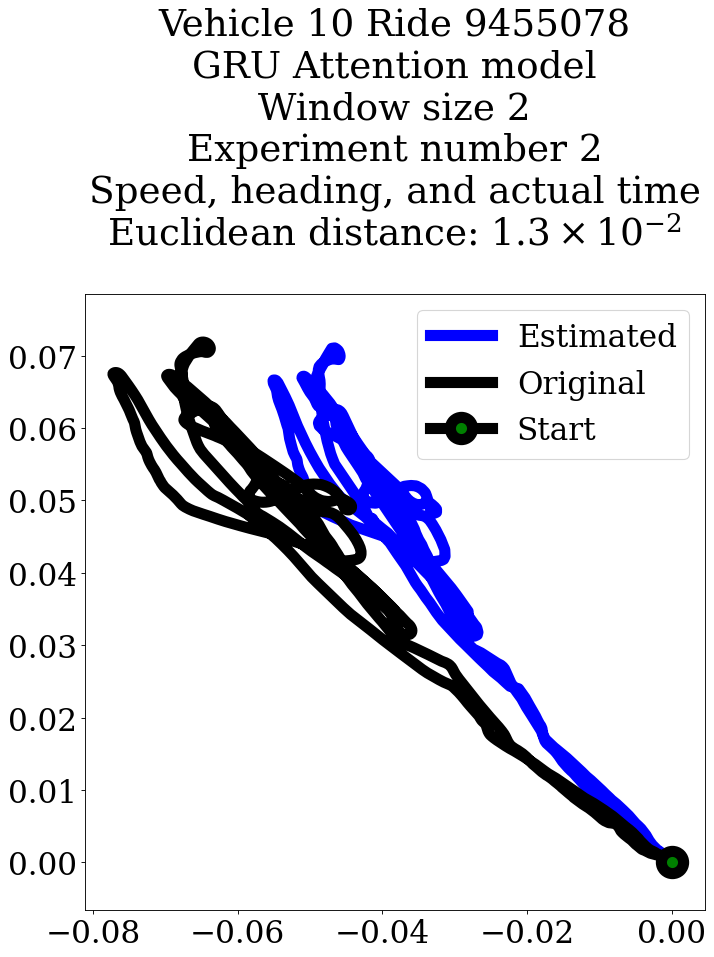 Vehicle 10 Ride 9455078
GRU Attention model
Window size 2
Experiment number 2
Speed, heading, and actual time
Euclidean distance: 1.3 × 10⁻²
Estimated
Original
Start
0.07
0.06
0.05
0.04
0.03
0.02
0.01
0.00
−0.08 −0.06 −0.04 −0.02 0.00